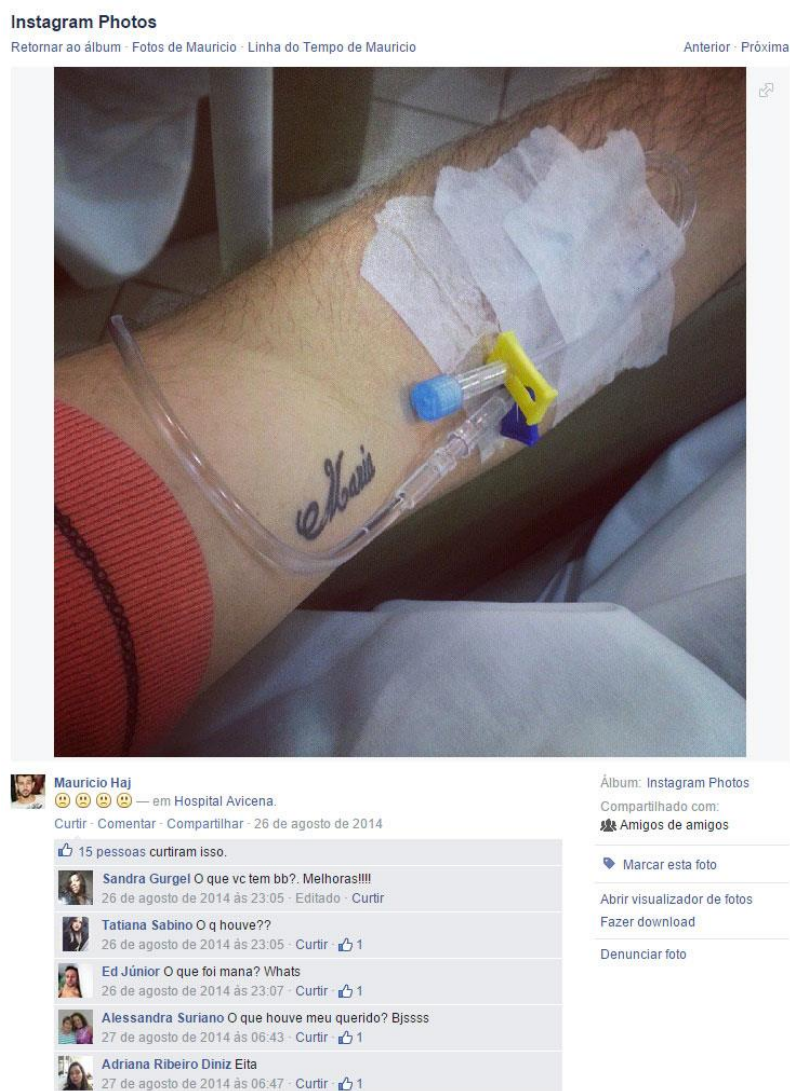 Instagram Photos
Retornar ao álbum · Fotos de Mauricio · Linha do Tempo de Mauricio
Anterior · Próxima
Maria
Mauricio Haj
— em Hospital Avicena.
Curtir · Comentar · Compartilhar · 26 de agosto de 2014
15 pessoas curtiram isso.
Sandra Gurgel O que vc tem bb?. Melhoras!!!!
26 de agosto de 2014 às 23:05 · Editado · Curtir
Tatiana Sabino O q houve??
26 de agosto de 2014 às 23:05 · Curtir · 1
Ed Júnior O que foi mana? Whats
26 de agosto de 2014 às 23:07 · Curtir · 1
Alessandra Suriano O que houve meu querido? Bjssss
27 de agosto de 2014 às 06:43 · Curtir · 1
Adriana Ribeiro Diniz Eita
27 de agosto de 2014 às 06:47 · Curtir · 1
Álbum: Instagram Photos
Compartilhado com:
Amigos de amigos
Marcar esta foto
Abrir visualizador de fotos
Fazer download
Denunciar foto